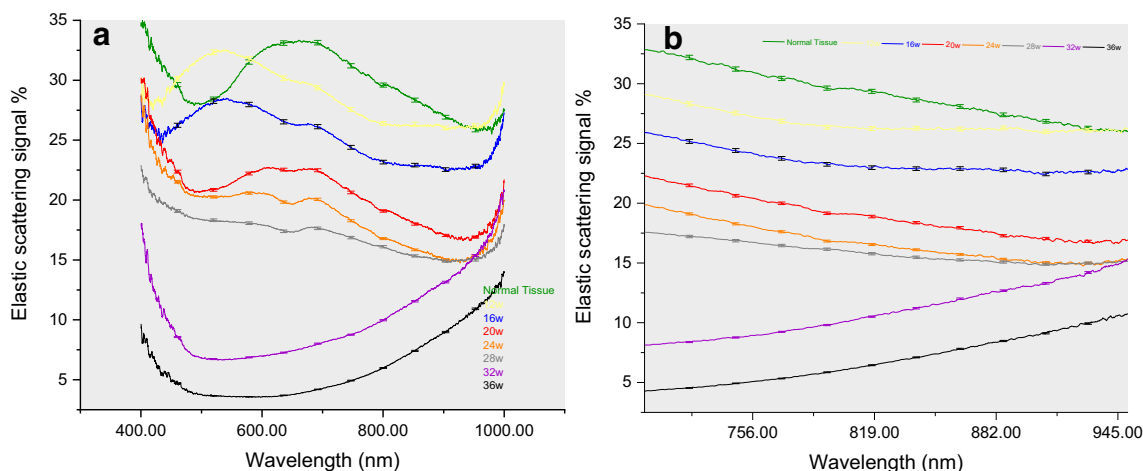 a
Elastic scattering signal %
35
30
25
20
15
10
5
400.00 600.00 800.00 1000.00
Wavelength (nm)
Normal Tissue
16w
20w
24w
28w
32w
36w
b
Elastic scattering signal %
35
30
25
20
15
10
5
756.00 819.00 882.00 945.00
Wavelength (nm)
Normal Tissue 16w 20w 24w 28w 32w 36w